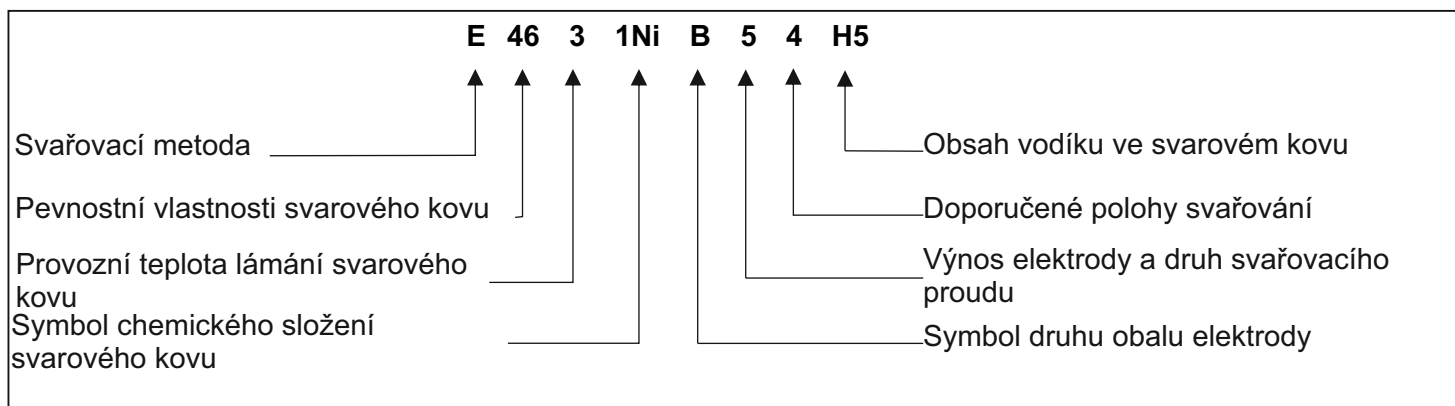 E 46 3 1Ni B 5 4 H5
Svařovací metoda
Pevnostní vlastnosti svarového kovu
Provozní teplota lámání svarového
kovu
Symbol chemického složení
svarového kovu
Obsah vodíku ve svarovém kovu
Doporučené polohy svařování
Výnos elektrody a druh svařovacího
proudu
Symbol druhu obalu elektrody